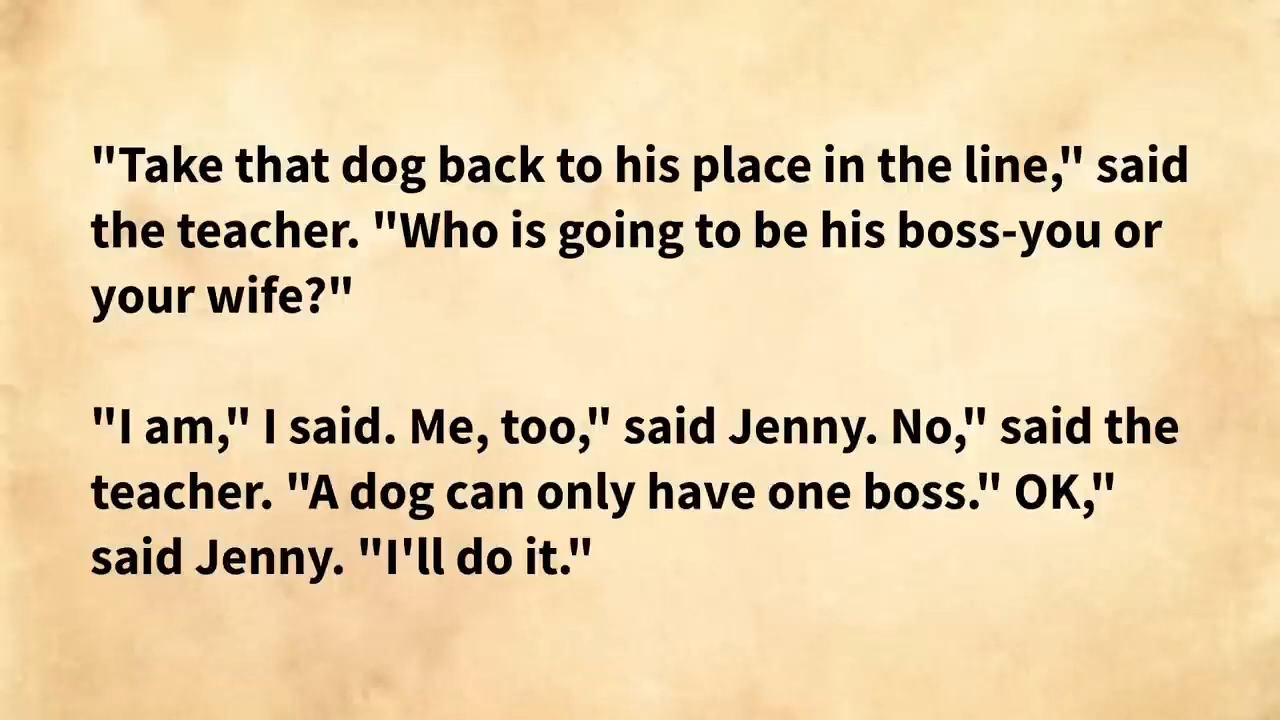 "Take that dog back to his place in the line," said
the teacher. "Who is going to be his boss-you or
your wife?"
"I am," I said. Me, too," said Jenny. No," said the
teacher. "A dog can only have one boss." OK,"
said Jenny. "I'll do it."